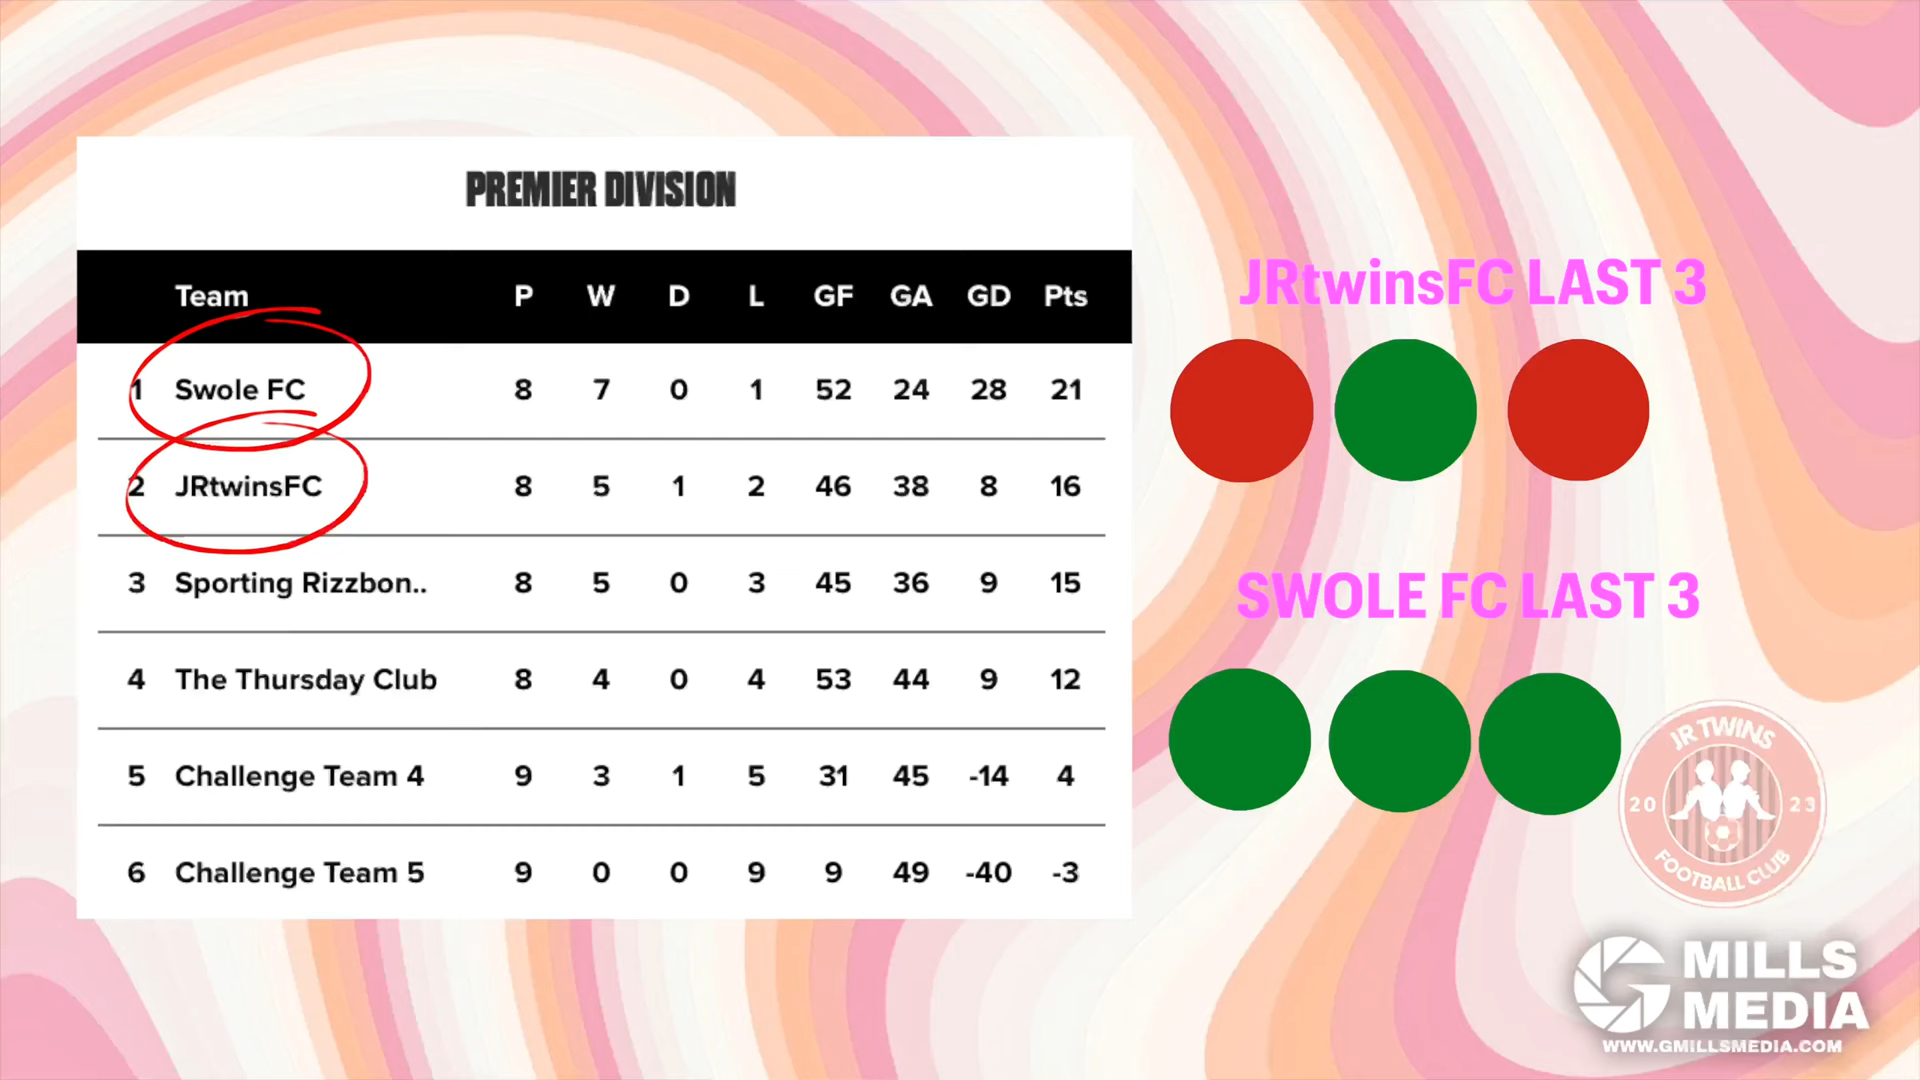 PREMIER DIVISION
Team P W D L GF GA GD Pts
1 Swole FC 8 7 0 1 52 24 28 21
2 JRtwinsFC 8 5 1 2 46 38 8 16
3 Sporting Rizzbon.. 8 5 0 3 45 36 9 15
4 The Thursday Club 8 4 0 4 53 44 9 12
5 Challenge Team 4 9 3 1 5 31 45 -14 4
6 Challenge Team 5 9 0 0 9 9 49 -40 -3
JRtwinsFC LAST 3
SWOLE FC LAST 3
JR TWINS
20 23
FOOTBALL CLUB
G MILLS
MEDIA
WWW.GMILLSMEDIA.COM